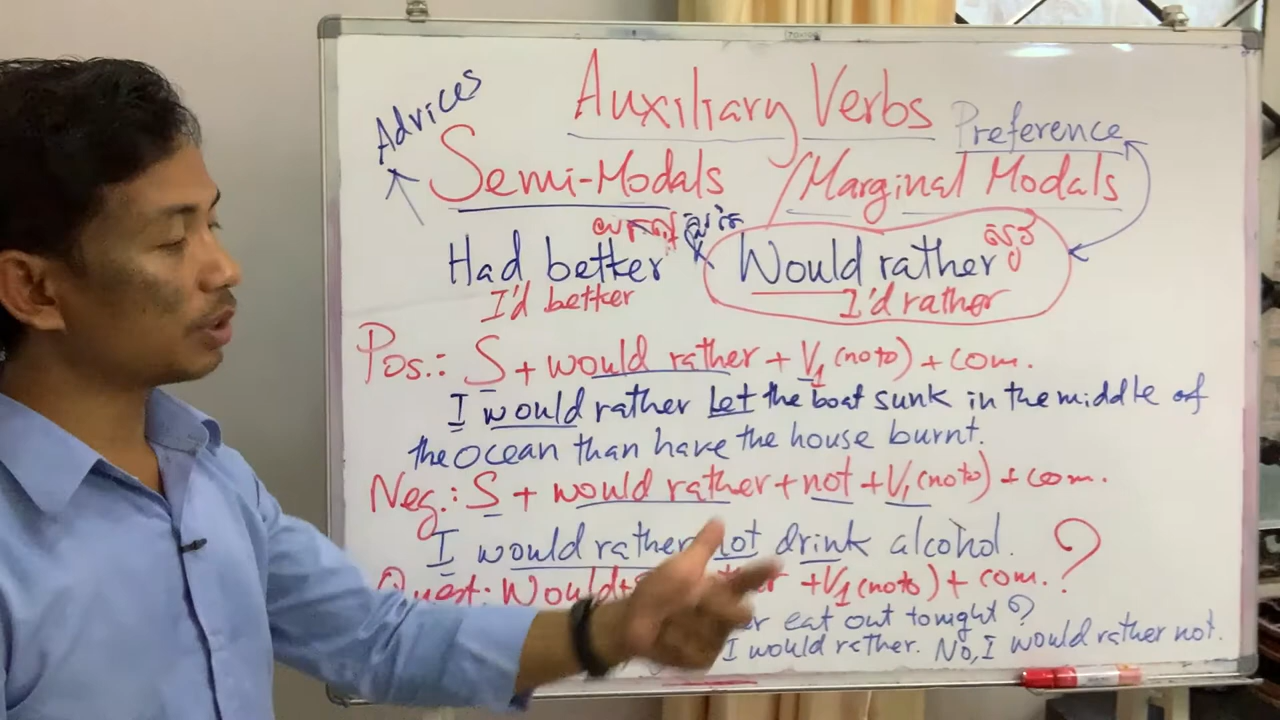 Auxiliary Verbs
Advices
Preference
Semi-Modals / Marginal Modals
Had better Would rather
I'd better I'd rather
Pos.: S + would rather + V1 (no to) + com.
I would rather let the boat sunk in the middle of
the ocean than have the house burnt.
Neg.: S + would rather + not + V1 (no to) + com.
I would rather not drink alcohol.
Quest: Would + +V1 (no to) + com. ?
eat out tonight?
I would rather. No, I would rather not.